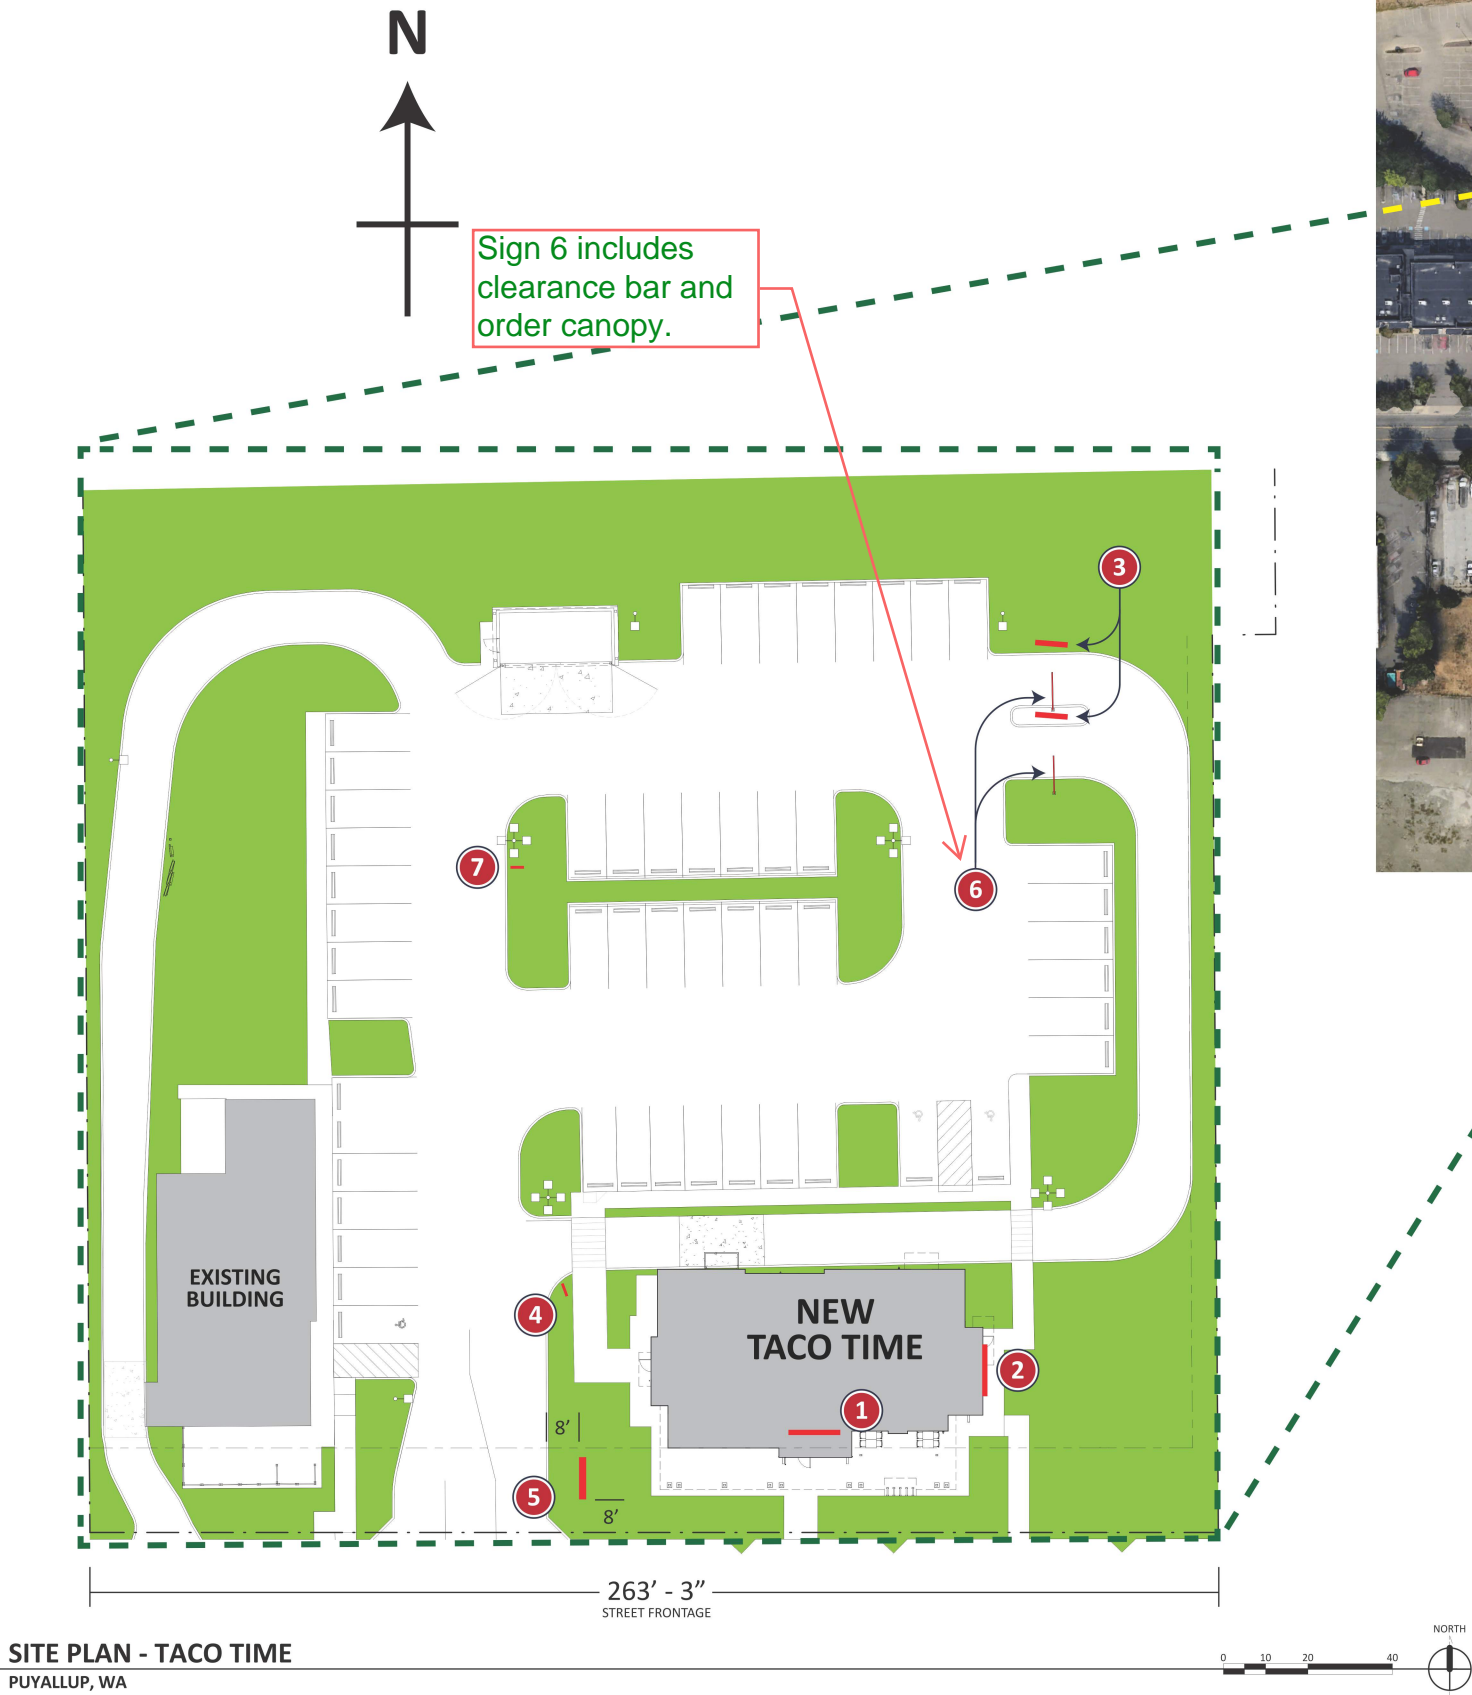 N
Sign 6 includes
clearance bar and
order canopy.
3
7
6
EXISTING
BUILDING
NEW
TACO TIME
4
2
1
8’
5
8’
263’ - 3”
STREET FRONTAGE
SITE PLAN - TACO TIME
PUYALLUP, WA
0 10 20 40
NORTH